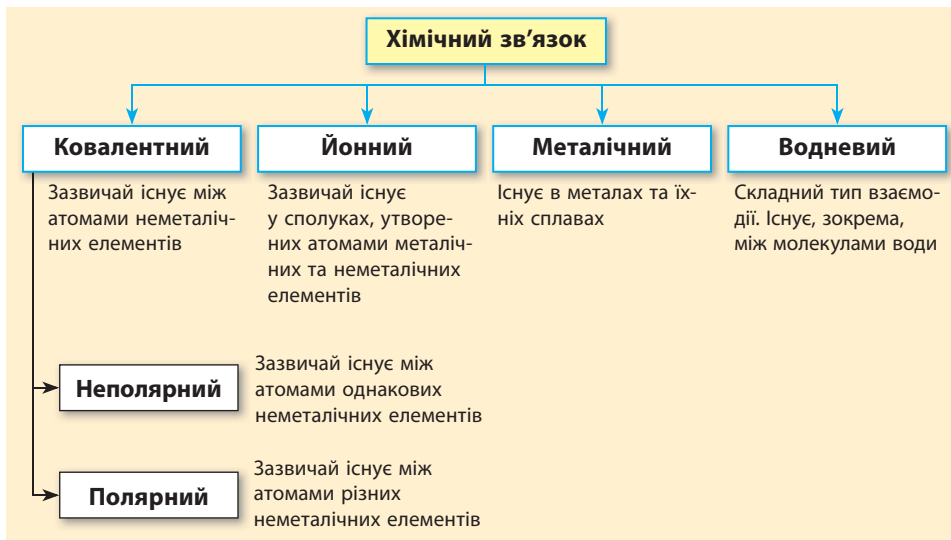 Хімічний зв’язок
Ковалентний
Зазвичай існує між
атомами неметаліч-
них елементів
Йонний
Зазвичай існує
у сполуках, утворе-
них атомами металіч-
них та неметалічних
елементів
Металічний
Існує в металах та їх-
ніх сплавах
Водневий
Складний тип взаємо-
дії. Існує, зокрема,
між молекулами води
Неполярний
Зазвичай існує між
атомами однакових
неметалічних елементів
Полярний
Зазвичай існує між
атомами різних
неметалічних елементів